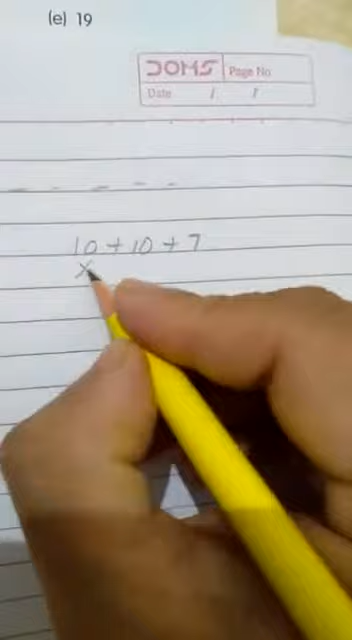 (e) 19
DOMS Page No
Date / /
10 + 10 + 7
X